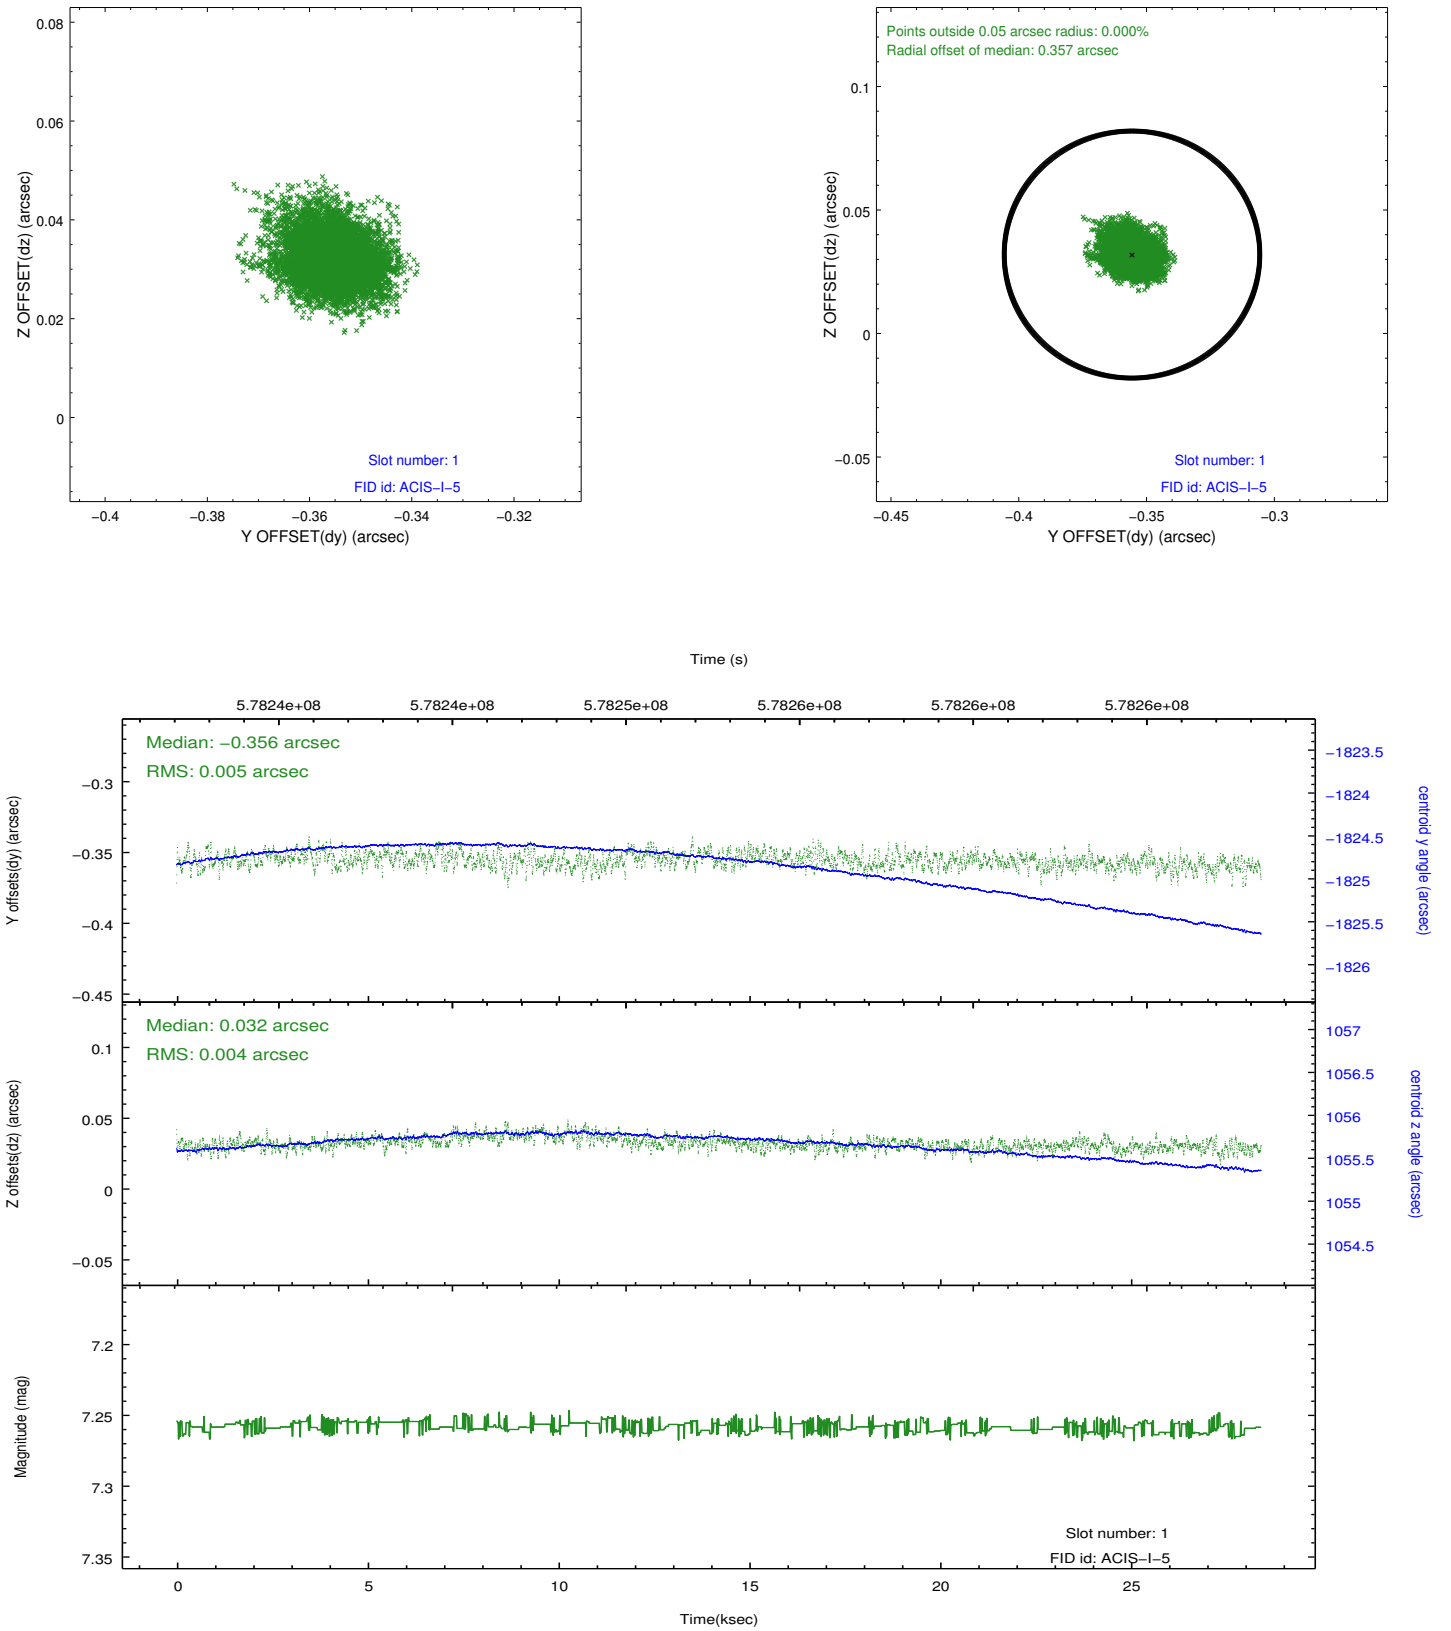 0.08
0.06
0.04
0.02
0
Z OFFSET(dz) (arcsec)
Slot number: 1
FID id: ACIS−I−5
−0.4
−0.38
−0.36
−0.34
−0.32
Y OFFSET(dy) (arcsec)
Points outside 0.05 arcsec radius: 0.000%
Radial offset of median: 0.357 arcsec
0.1
0.05
0
−0.05
Z OFFSET(dz) (arcsec)
Slot number: 1
FID id: ACIS−I−5
−0.45
−0.4
−0.35
−0.3
Y OFFSET(dy) (arcsec)
Time (s)
5.7824e+08
5.7824e+08
5.7825e+08
5.7826e+08
5.7826e+08
5.7826e+08
Median: −0.356 arcsec
RMS: 0.005 arcsec
−0.3
−0.35
−0.4
−0.45
Y offsets(dy) (arcsec)
−1823.5
−1824
−1824.5
−1825
−1825.5
−1826
centroid y angle (arcsec)
Median: 0.032 arcsec
RMS: 0.004 arcsec
0.1
0.05
0
−0.05
Z offsets(dz) (arcsec)
1057
1056.5
1056
1055.5
1055
1054.5
centroid z angle (arcsec)
7.2
7.25
7.3
7.35
Magnitude (mag)
Slot number: 1
FID id: ACIS−I−5
0
5
10
15
20
25
Time(ksec)